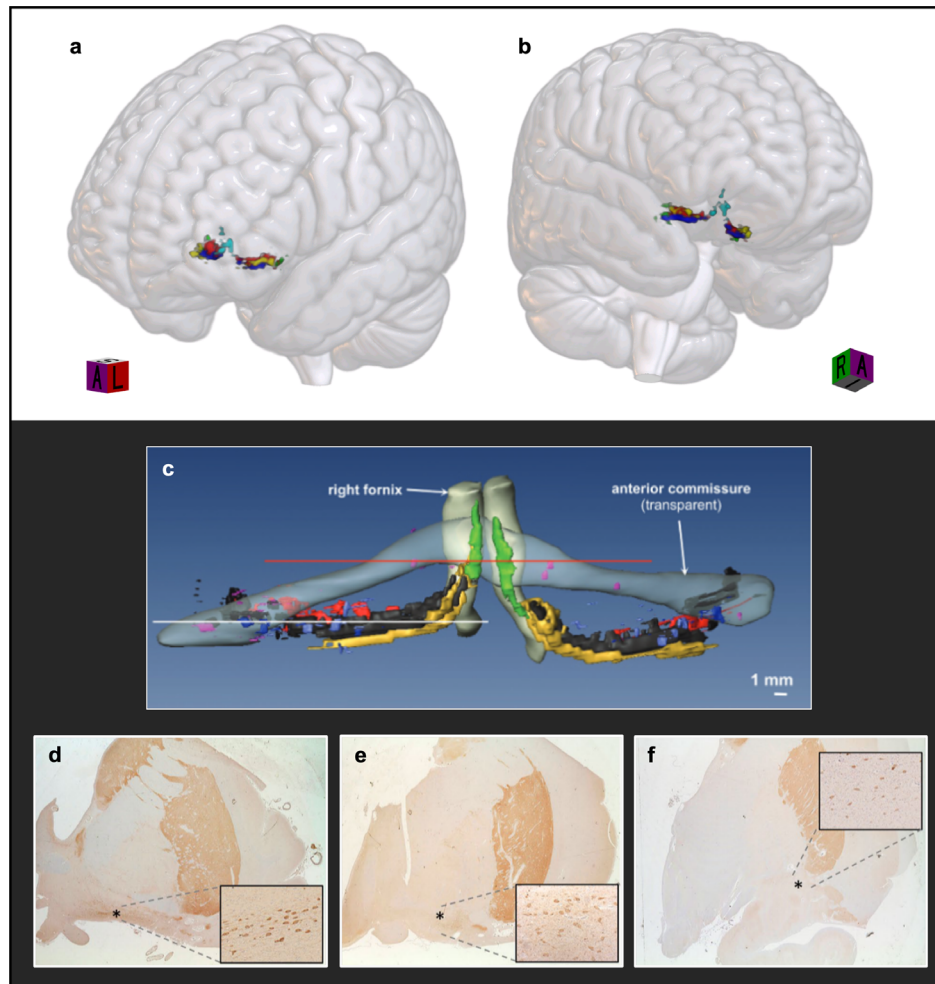 a
b
A
L
R
A
c
right fornix
anterior commissure
(transparent)
1 mm
d
e
f
*
*
*